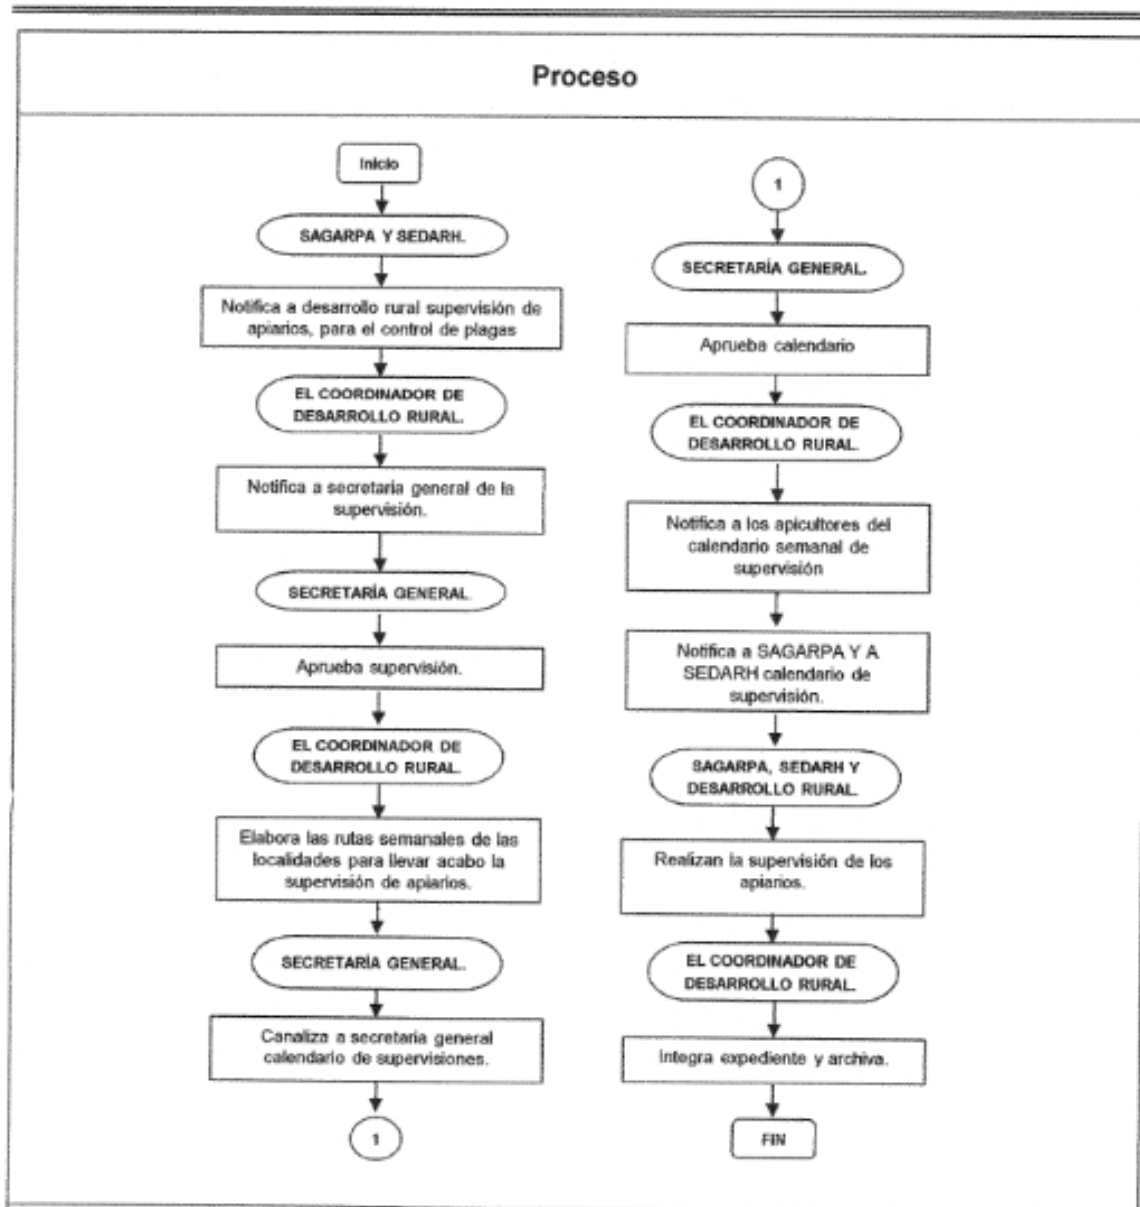 Proceso
Inicio
SAGARPA Y SEDARH.
Notifica a desarrollo rural supervisión de
apiarios, para el control de plagas
EL COORDINADOR DE
DESARROLLO RURAL.
Notifica a secretaria general de la
supervisión.
SECRETARÍA GENERAL.
Aprueba supervisión.
EL COORDINADOR DE
DESARROLLO RURAL.
Elabora las rutas semanales de las
localidades para llevar acabo la
supervisión de apiarios.
SECRETARÍA GENERAL.
Canaliza a secretaria general
calendario de supervisiones.
1
1
SECRETARÍA GENERAL.
Aprueba calendario
EL COORDINADOR DE
DESARROLLO RURAL.
Notifica a los apicultores del
calendario semanal de
supervisión
Notifica a SAGARPA Y A
SEDARH calendario de
supervisión.
SAGARPA, SEDARH Y
DESARROLLO RURAL.
Realizan la supervisión de los
apiarios.
EL COORDINADOR DE
DESARROLLO RURAL.
Integra expediente y archiva.
FIN